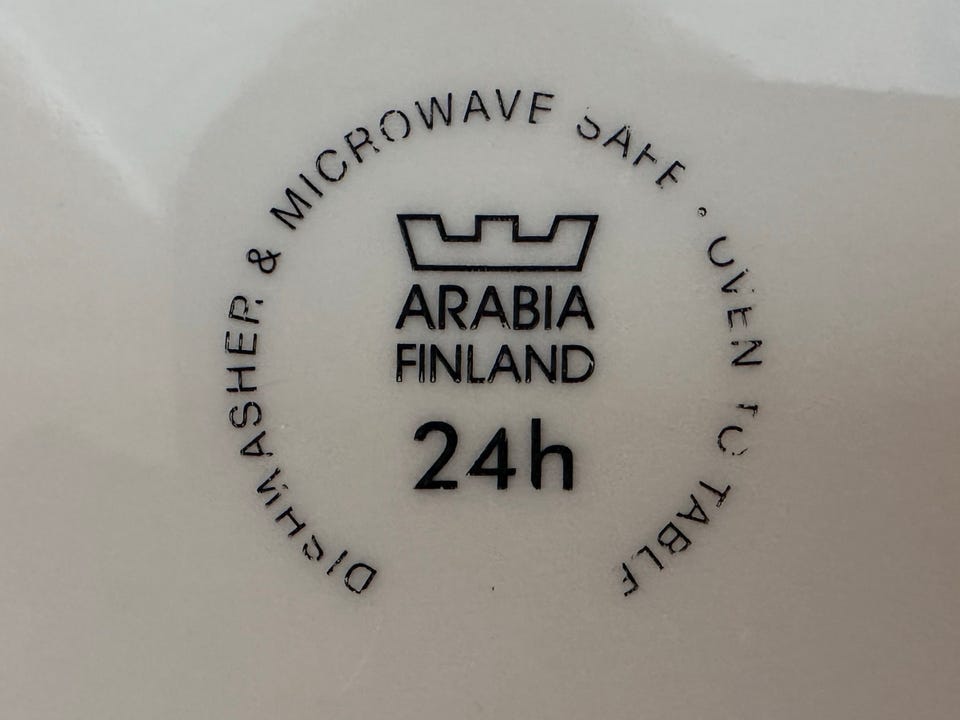 DISHWASHER & MICROWAVE SAFE • OVEN TO TABLE
ARABIA
FINLAND
24h